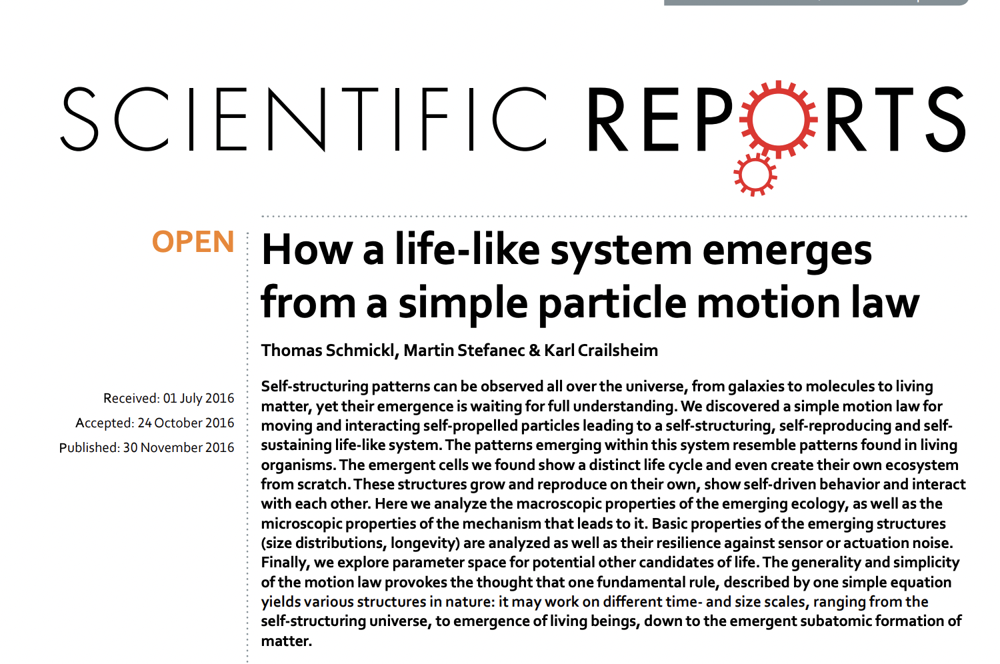 SCIENTIFIC REPORTS
OPEN
How a life-like system emerges
from a simple particle motion law
Thomas Schmickl, Martin Stefanec & Karl Crailsheim
Received: 01 July 2016
Accepted: 24 October 2016
Published: 30 November 2016
Self-structuring patterns can be observed all over the universe, from galaxies to molecules to living
matter, yet their emergence is waiting for full understanding. We discovered a simple motion law for
moving and interacting self-propelled particles leading to a self-structuring, self-reproducing and self-
sustaining life-like system. The patterns emerging within this system resemble patterns found in living
organisms. The emergent cells we found show a distinct life cycle and even create their own ecosystem
from scratch. These structures grow and reproduce on their own, show self-driven behavior and interact
with each other. Here we analyze the macroscopic properties of the emerging ecology, as well as the
microscopic properties of the mechanism that leads to it. Basic properties of the emerging structures
(size distributions, longevity) are analyzed as well as their resilience against sensor or actuation noise.
Finally, we explore parameter space for potential other candidates of life. The generality and simplicity
of the motion law provokes the thought that one fundamental rule, described by one simple equation
yields various structures in nature: it may work on different time- and size scales, ranging from the
self-structuring universe, to emergence of living beings, down to the emergent subatomic formation of
matter.